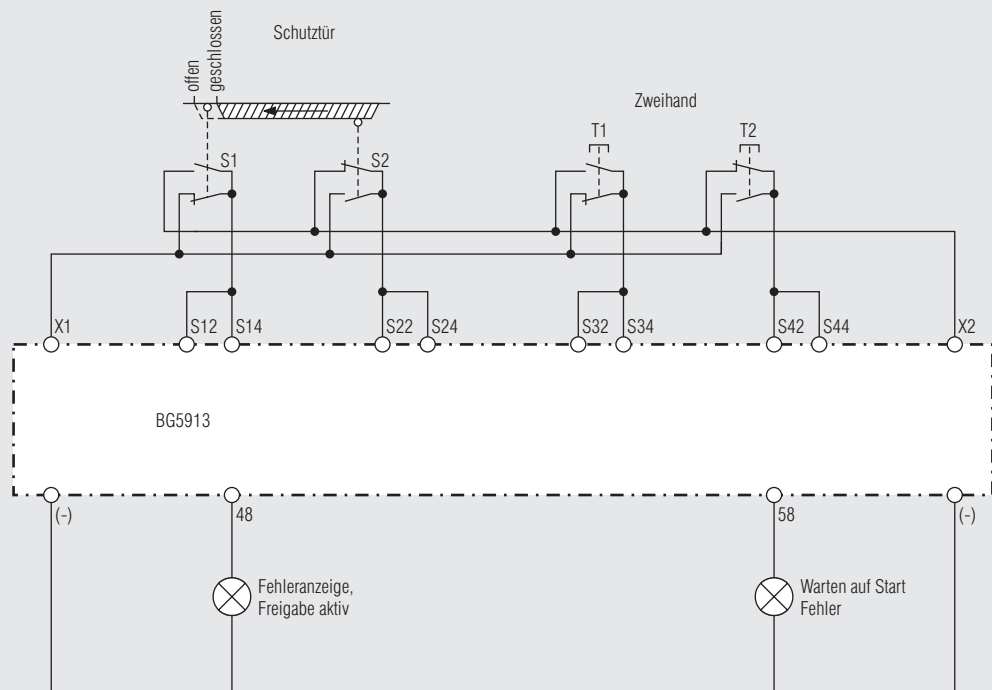 Schutztür
offen
geschlossen
Zweihand
T1
T2
S1
S2
X1
S12
S14
S22
S24
S32
S34
S42
S44
X2
BG5913
(-)
48
58
(-)
Fehleranzeige,
Freigabe aktiv
Warten auf Start
Fehler